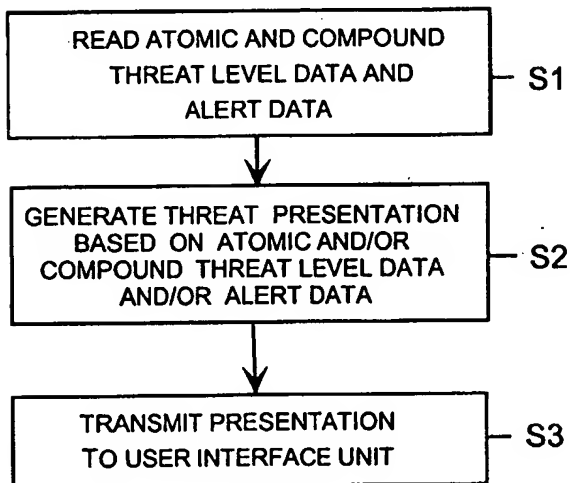 READ ATOMIC AND COMPOUND
THREAT LEVEL DATA AND
ALERT DATA
S1
GENERATE THREAT PRESENTATION
BASED ON ATOMIC AND/OR
COMPOUND THREAT LEVEL DATA
AND/OR ALERT DATA
S2
TRANSMIT PRESENTATION
TO USER INTERFACE UNIT
S3